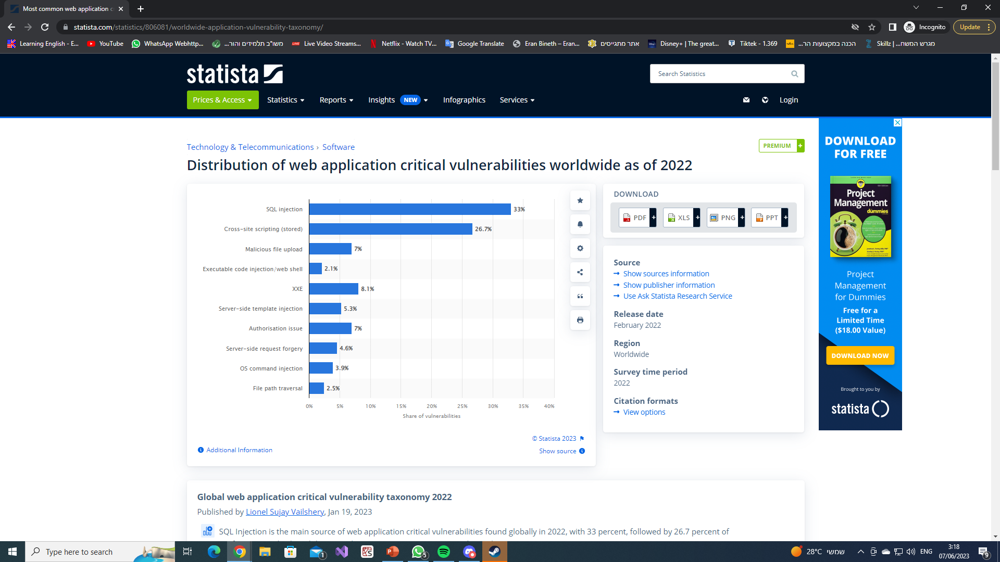 Most common web application c
statista.com/statistics/806081/worldwide-application-vulnerability-taxonomy/
Incognito
Update
Learning English - E...
YouTube
WhatsApp Webhttp...
משו"ב תלמידים והור...
LIVE
Live Video Streams...
Netflix - Watch TV...
Google Translate
Eran Bineth – Eran...
אתר מתגייסים
Disney+ | The great...
Tiktek - 1.369
הכנה במקצועות הר...
Skillz | ...מגרש המשח
statista
Search Statistics
Prices & Access
Statistics
Reports
Insights NEW
Infographics
Services
Login
Technology & Telecommunications › Software
PREMIUM +
Distribution of web application critical vulnerabilities worldwide as of 2022
SQL injection 33%
Cross-site scripting (stored) 26.7%
Malicious file upload 7%
Executable code injection/web shell 2.1%
XXE 8.1%
Server-side template injection 5.3%
Authorisation issue 7%
Server-side request forgery 4.6%
OS command injection 3.9%
File path traversal 2.5%
0% 5% 10% 15% 20% 25% 30% 35% 40%
Share of vulnerabilities
© Statista 2023
Additional Information
Show source
DOWNLOAD
PDF + XLS + PNG + PPT +
Source
Show sources information
Show publisher information
Use Ask Statista Research Service
Release date
February 2022
Region
Worldwide
Survey time period
2022
Citation formats
View options
DOWNLOAD
FOR FREE
Project
Management
dummies
Project
Management
for Dummies
Free for a
Limited Time
($18.00 Value)
DOWNLOAD NOW
Brought to you by
statista
Global web application critical vulnerability taxonomy 2022
Published by Lionel Sujay Vailshery, Jan 19, 2023
SQL Injection is the main source of web application critical vulnerabilities found globally in 2022, with 33 percent, followed by 26.7 percent of
Type here to search
1
5
28°C שמשי
ENG
3:18
07/06/2023
9